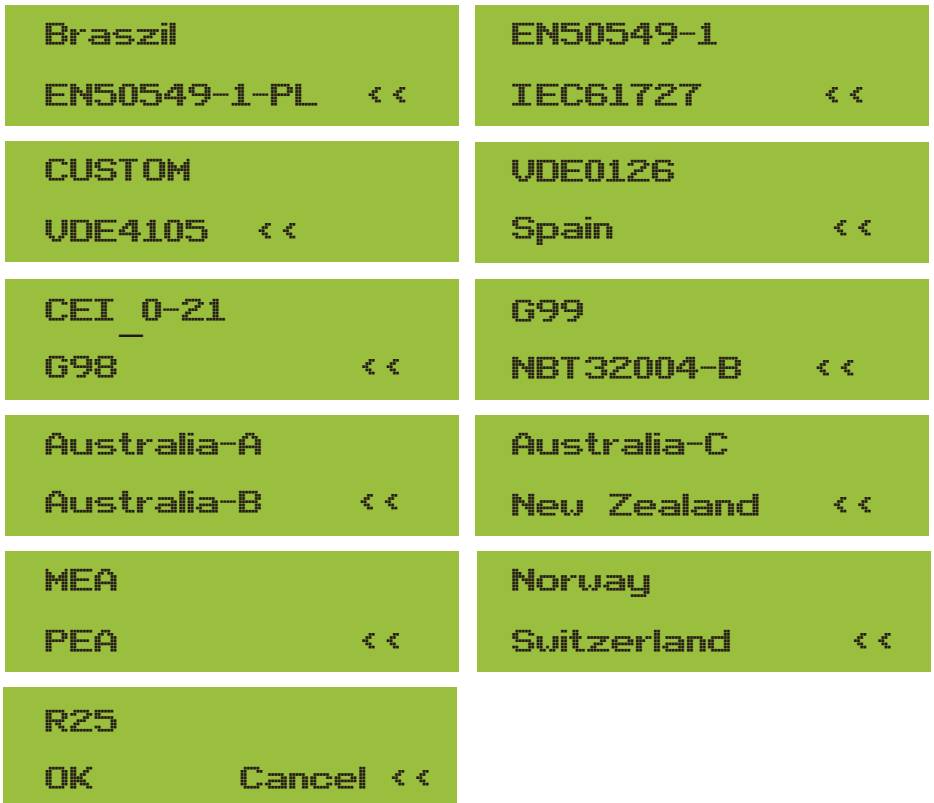 Braszil
EN50549-1-PL <<
EN50549-1
IEC61727 <<
CUSTOM
VDE4105 <<
VDE0126
Spain <<
CEI_0-21
G98 <<
G99
NBT32004-B <<
Australia-A
Australia-B <<
Australia-C
New Zealand <<
MEA
PEA <<
Norway
Switzerland <<
R25
OK Cancel <<